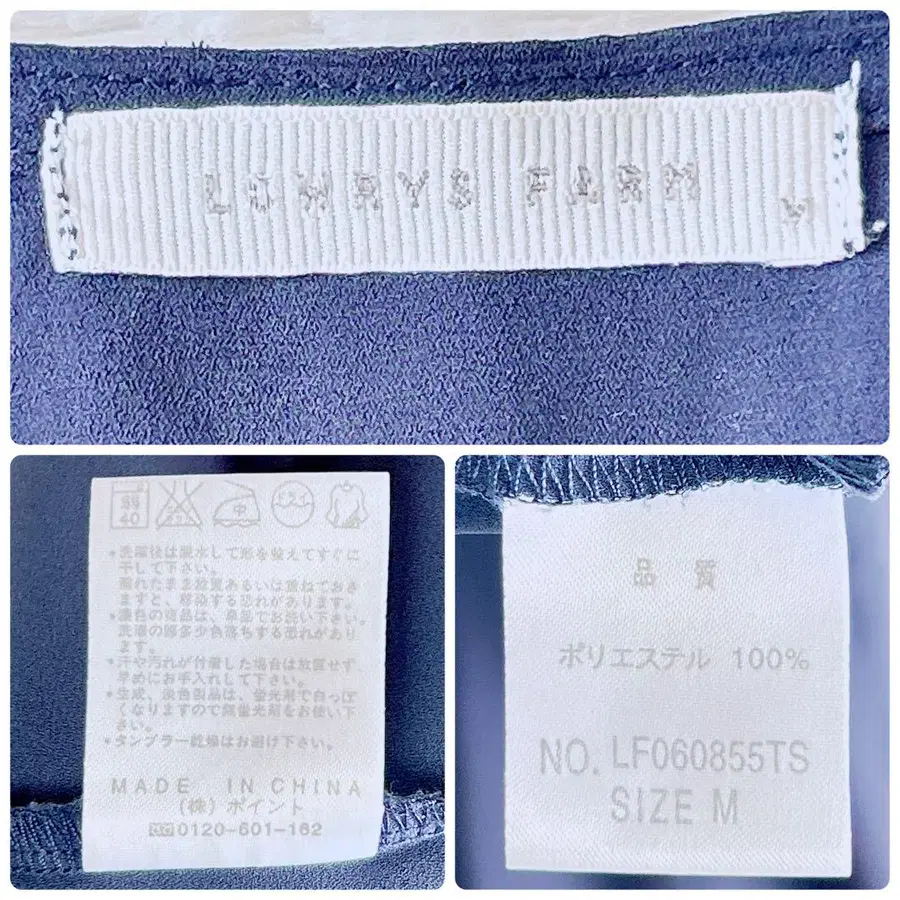 LOWRYS FARM
M
40
中
ドライ
*洗濯後は脱水して形を整えてすぐに
干して下さい。
濡れたまま放置あるいは重ねておき
ますと、移染する恐れがあります。
*濃色の商品は、単品でお洗い下さい。
洗濯の際多少色落ちする恐れがあり
ます。
*汗や汚れが付着した場合は放置せず
早めにお手入れして下さい。
*生成、淡色製品は、蛍光剤で白っぽ
くなりますので無蛍光剤をお使い下
さい。
*タンブラー乾燥はお避け下さい。
MADE IN CHINA
(株)ポイント
0120-601-162
品質
ポリエステル 100%
NO. LF060855TS
SIZE M